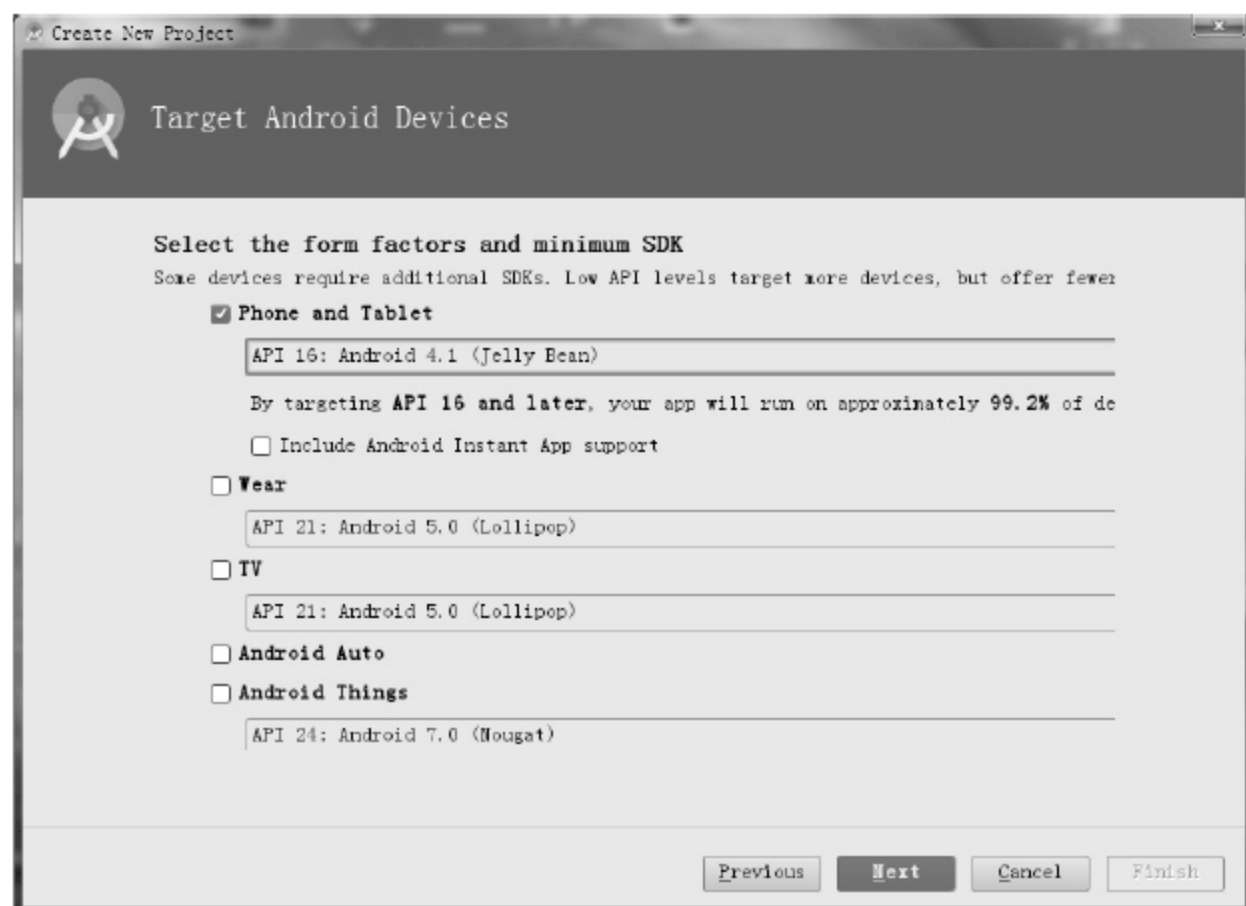 Create New Project
Target Android Devices
Select the form factors and minimum SDK
Some devices require additional SDKs. Low API levels target more devices, but offer fewer
Phone and Tablet
API 16: Android 4.1 (Jelly Bean)
By targeting API 16 and later, your app will run on approximately 99.2% of de
Include Android Instant App support
Wear
API 21: Android 5.0 (Lollipop)
TV
API 21: Android 5.0 (Lollipop)
Android Auto
Android Things
API 24: Android 7.0 (Nougat)
Previous Next Cancel Finish